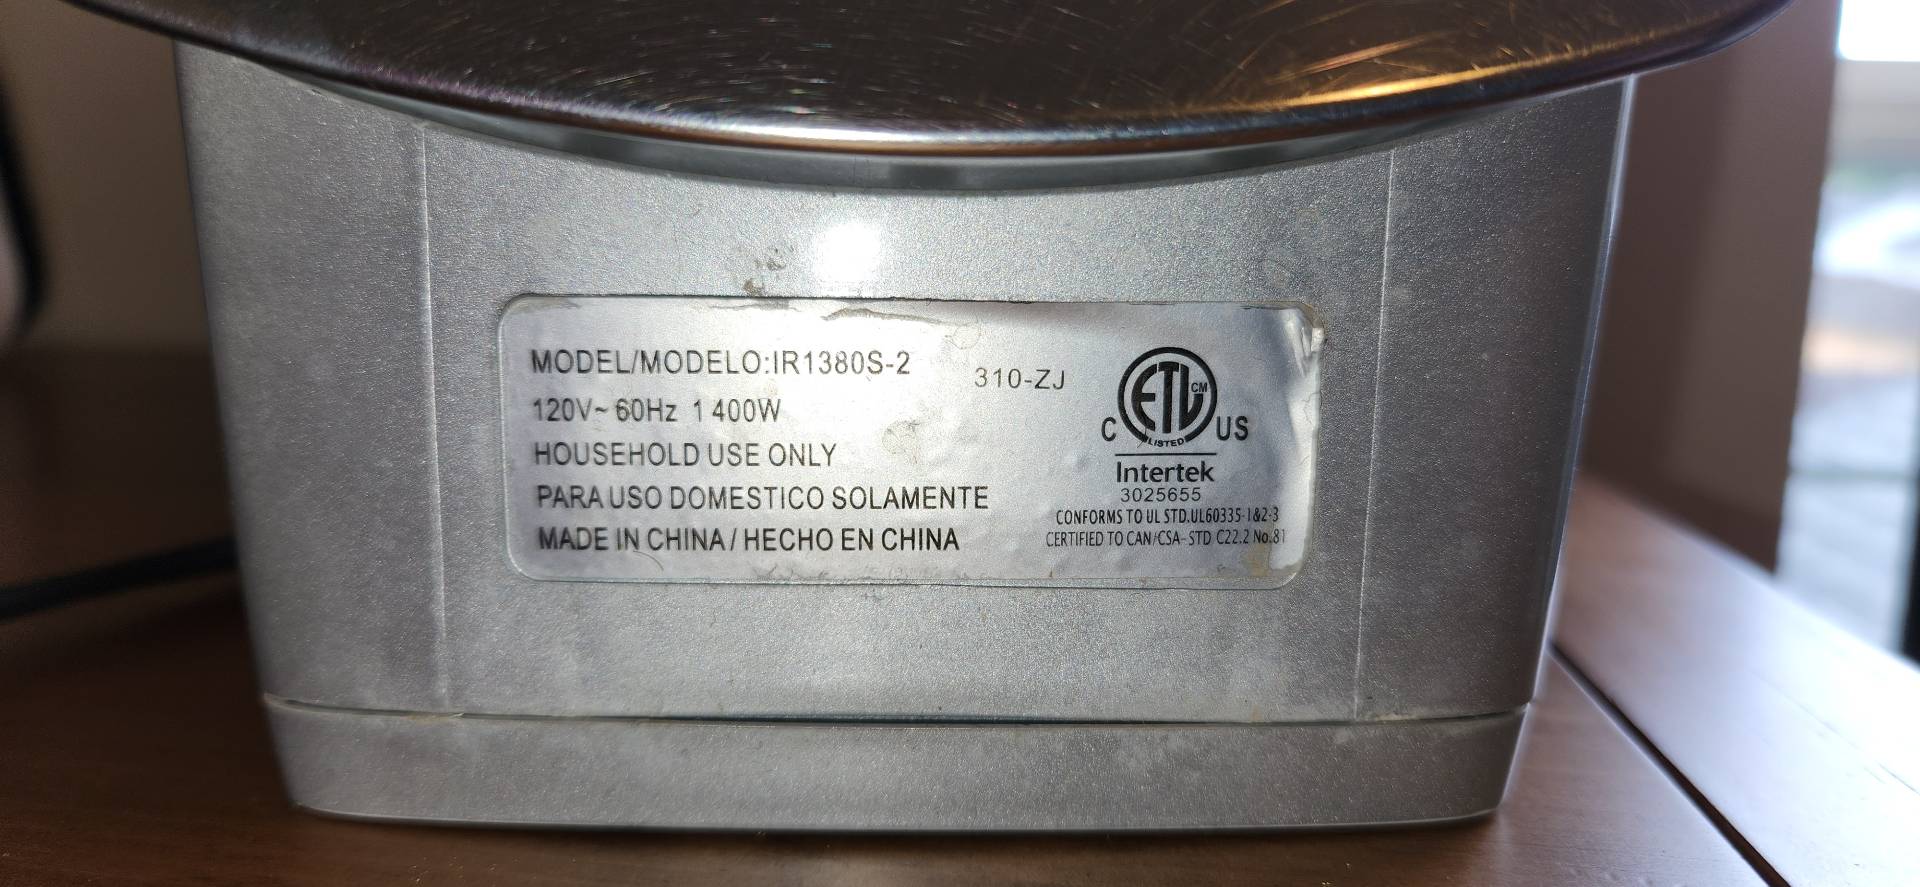 MODEL/MODELO:IR1380S-2
310-ZJ
120V~ 60Hz 1400W
HOUSEHOLD USE ONLY
PARA USO DOMESTICO SOLAMENTE
MADE IN CHINA / HECHO EN CHINA
ETL CM
C US
LISTED
Intertek
3025655
CONFORMS TO UL STD.UL60335-1&2-3
CERTIFIED TO CAN/CSA-STD C22.2 No.81